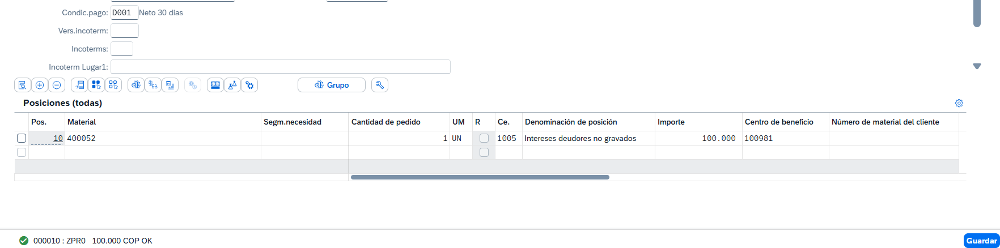 Condic.pago: D001 Neto 30 dias
Vers.incoterm:
Incoterms:
Incoterm Lugar1:
Grupo
Posiciones (todas)
Pos. Material Segm.necesidad Cantidad de pedido UM R Ce. Denominación de posición Importe Centro de beneficio Número de material del cliente
10 400052 1 UN 1005 Intereses deudores no gravados 100.000 100981
000010 : ZPR0 100.000 COP OK Guardar